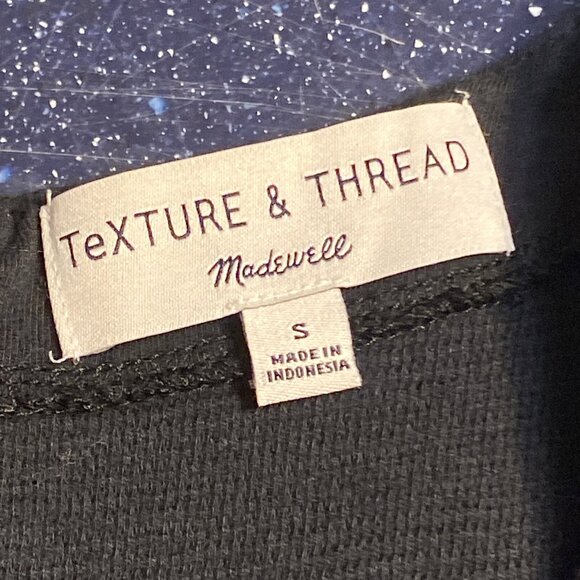 TeXTURE & THREAD
Madewell
S
MADE IN
INDONESIA